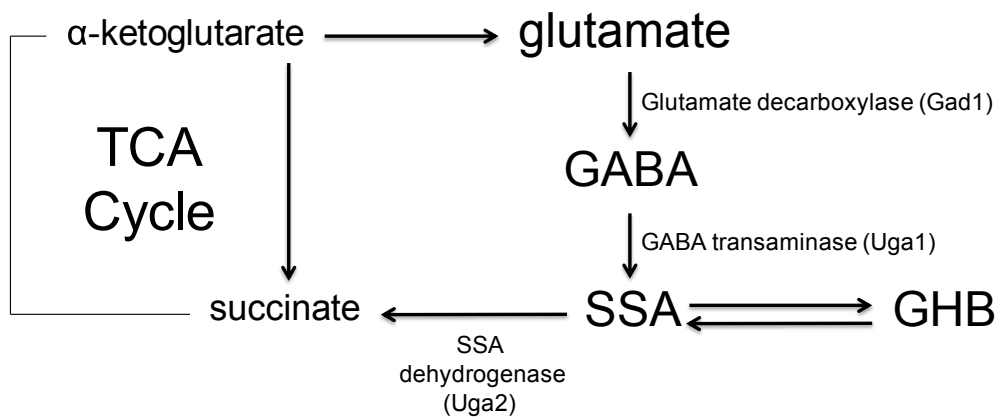 α-ketoglutarate
glutamate
Glutamate decarboxylase (Gad1)
TCA
Cycle
GABA
GABA transaminase (Uga1)
succinate
SSA
GHB
SSA
dehydrogenase
(Uga2)